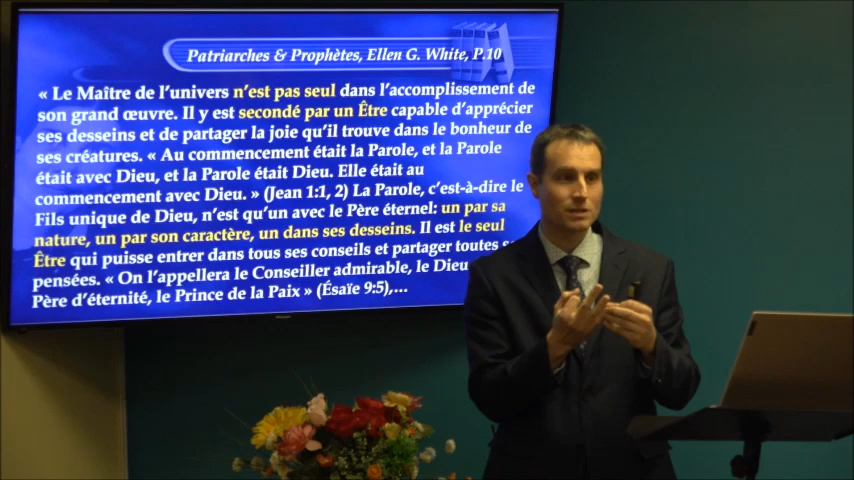 Patriarches & Prophètes, Ellen G. White, P.10
« Le Maître de l'univers n'est pas seul dans l'accomplissement de
son grand œuvre. Il y est secondé par un Être capable d'apprécier
ses desseins et de partager la joie qu'il trouve dans le bonheur de
ses créatures. « Au commencement était la Parole, et la Parole
était avec Dieu, et la Parole était Dieu. Elle était au
commencement avec Dieu. » (Jean 1:1, 2) La Parole, c'est-à-dire le
Fils unique de Dieu, n'est qu'un avec le Père éternel: un par sa
nature, un par son caractère, un dans ses desseins. Il est le seul
Être qui puisse entrer dans tous ses conseils et partager toutes
pensées. « On l'appellera le Conseiller admirable, le Dieu
Père d'éternité, le Prince de la Paix » (Ésaïe 9:5),...